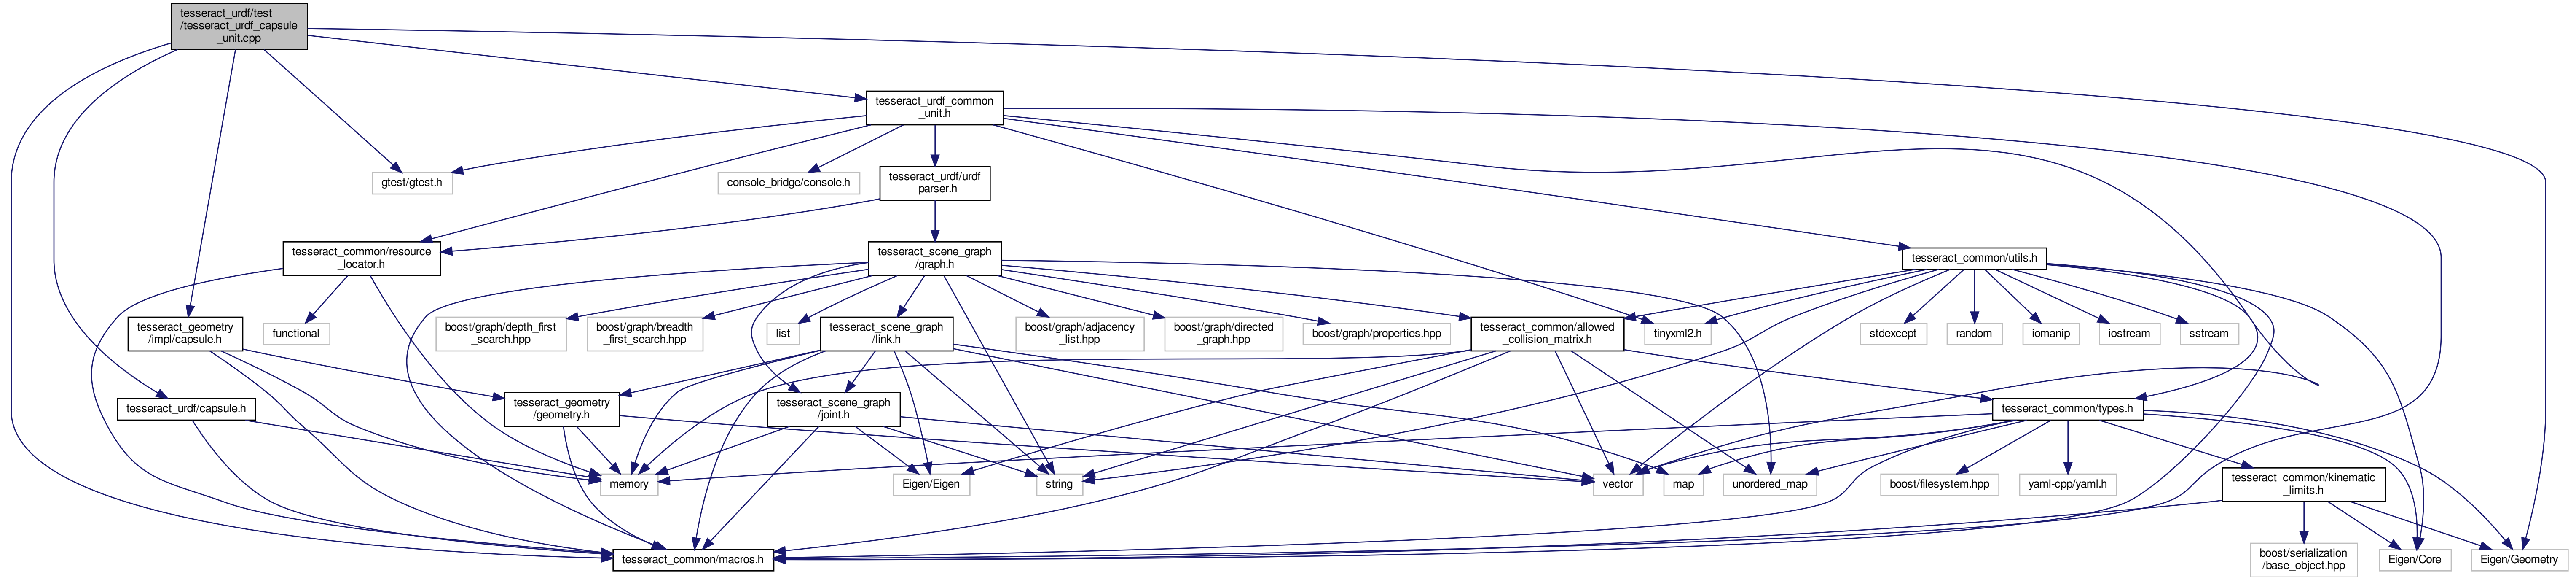 tesseract_urdf/test
/tesseract_urdf_capsule
_unit.cpp
tesseract_urdf_common
_unit.h
gtest/gtest.h
console_bridge/console.h
tesseract_urdf/urdf
_parser.h
tesseract_common/resource
_locator.h
tesseract_scene_graph
/graph.h
tesseract_common/utils.h
tesseract_geometry
/impl/capsule.h
functional
boost/graph/depth_first
_search.hpp
boost/graph/breadth
_first_search.hpp
list
tesseract_scene_graph
/link.h
boost/graph/adjacency
_list.hpp
boost/graph/directed
_graph.hpp
boost/graph/properties.hpp
tesseract_common/allowed
_collision_matrix.h
tinyxml2.h
stdexcept
random
iomanip
iostream
sstream
tesseract_urdf/capsule.h
tesseract_geometry
/geometry.h
tesseract_scene_graph
/joint.h
tesseract_common/types.h
memory
Eigen/Eigen
string
vector
map
unordered_map
boost/filesystem.hpp
yaml-cpp/yaml.h
tesseract_common/kinematic
_limits.h
tesseract_common/macros.h
boost/serialization
/base_object.hpp
Eigen/Core
Eigen/Geometry